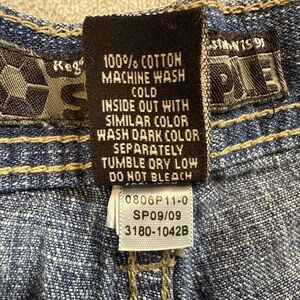 Reg
100% COTTON
MACHINE WASH
COLD
INSIDE OUT WITH
SIMILAR COLOR
WASH DARK COLOR
SEPARATELY
TUMBLE DRY LOW
DO NOT BLEACH
0806P11-0
SP09/09
3180-1042B